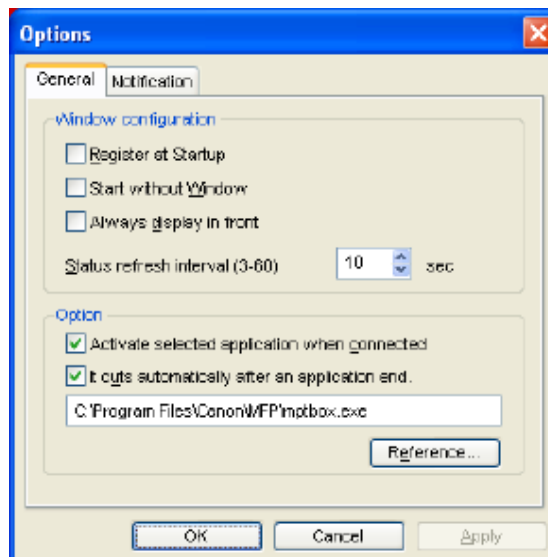 Options
General Notification
Window configuration
Register at Startup
Start without Window
Always display in front
Status refresh interval (3-60) 10 sec
Option
Activate selected application when connected
It cuts automatically after an application end.
C:\Program Files\Canon\MFP\mptbox.exe
Reference...
OK Cancel Apply